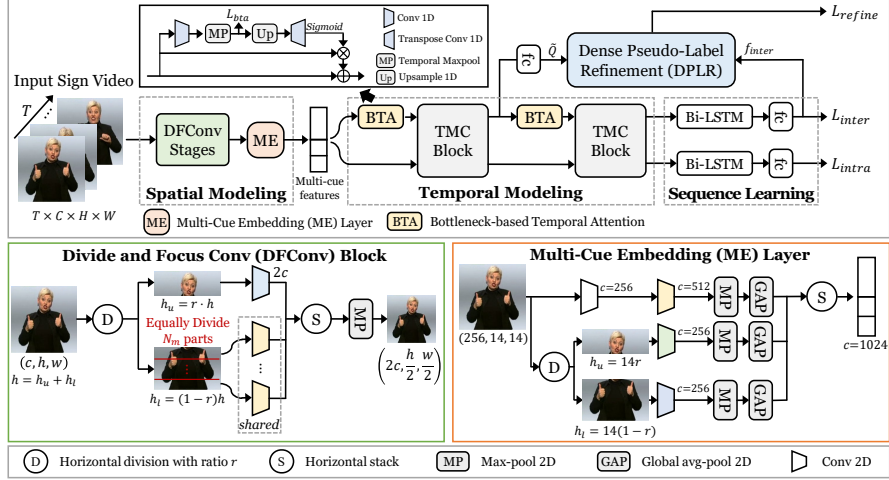 L_bta
Sigmoid
MP
Up
Conv 1D
Transpose Conv 1D
MP Temporal Maxpool
Up Upsample 1D
L_refine
fc
Q̃
Dense Pseudo-Label
Refinement (DPLR)
f_inter
Input Sign Video
T
T × C × H × W
DFConv
Stages
ME
Spatial Modeling
Multi-cue
features
BTA
TMC
Block
BTA
TMC
Block
Temporal Modeling
Bi-LSTM
fc
L_inter
Bi-LSTM
fc
L_intra
Sequence Learning
ME Multi-Cue Embedding (ME) Layer
BTA Bottleneck-based Temporal Attention
Divide and Focus Conv (DFConv) Block
(c, h, w)
h = h_u + h_l
D
h_u = r · h
Equally Divide
N_m parts
h_l = (1 − r)h
2c
...
shared
S
MP
(2c, h/2, w/2)
Multi-Cue Embedding (ME) Layer
(256, 14, 14)
c=256
c=512
MP
GAP
D
h_u = 14r
c=256
MP
GAP
h_l = 14(1 − r)
c=256
MP
GAP
S
c=1024
D Horizontal division with ratio r
S Horizontal stack
MP Max-pool 2D
GAP Global avg-pool 2D
Conv 2D